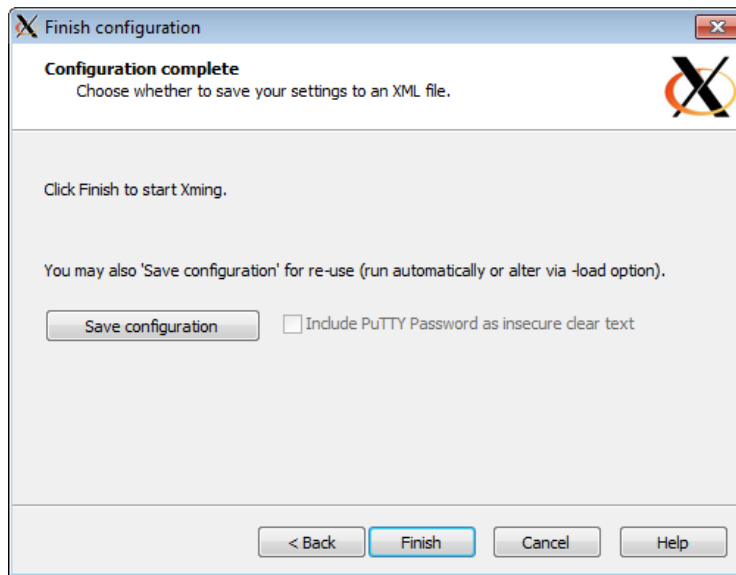 Finish configuration
Configuration complete
Choose whether to save your settings to an XML file.
Click Finish to start Xming.
You may also 'Save configuration' for re-use (run automatically or alter via -load option).
Save configuration
Include PuTTY Password as insecure clear text
< Back
Finish
Cancel
Help